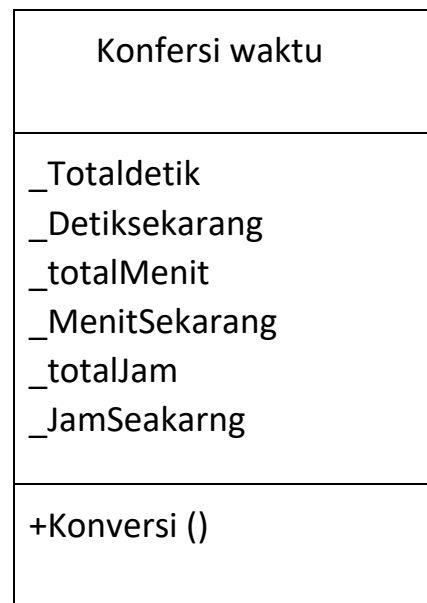 Konfersi waktu
_Totaldetik
_Detiksekarang
_totalMenit
_MenitSekarang
_totalJam
_JamSeakarng
+Konversi ()